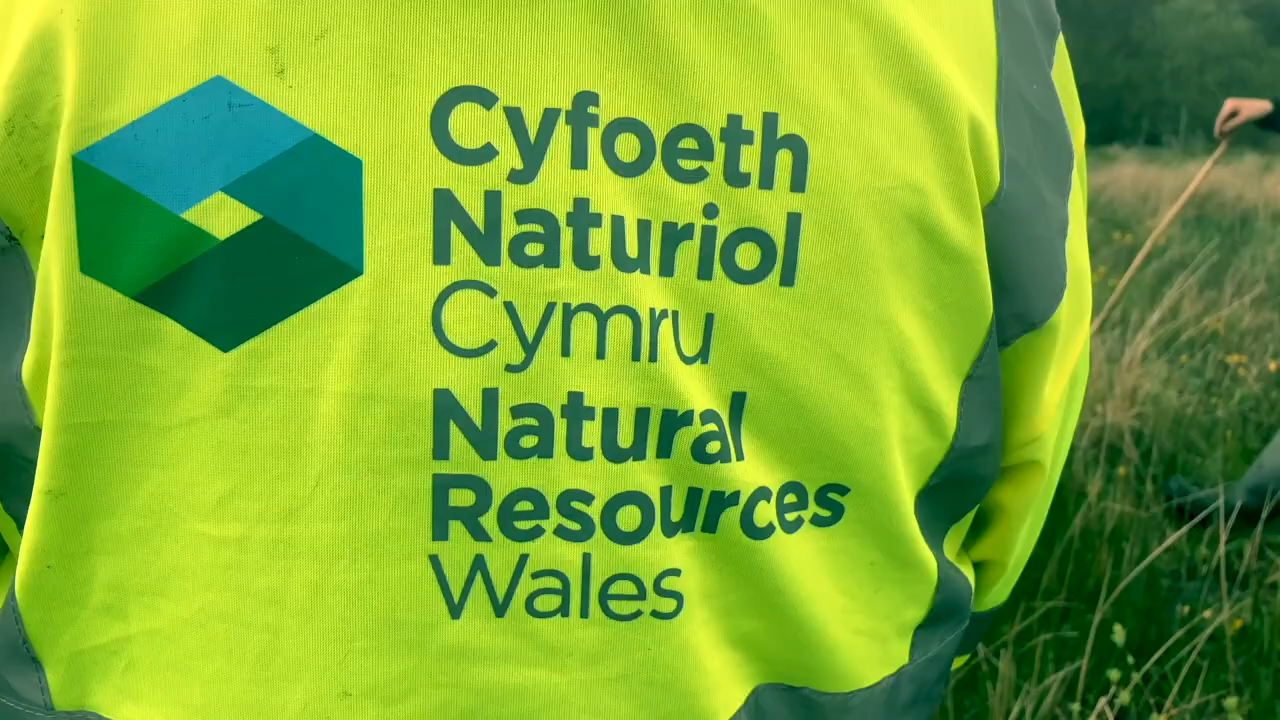 Cyfoeth
Naturiol
Cymru
Natural
Resources
Wales